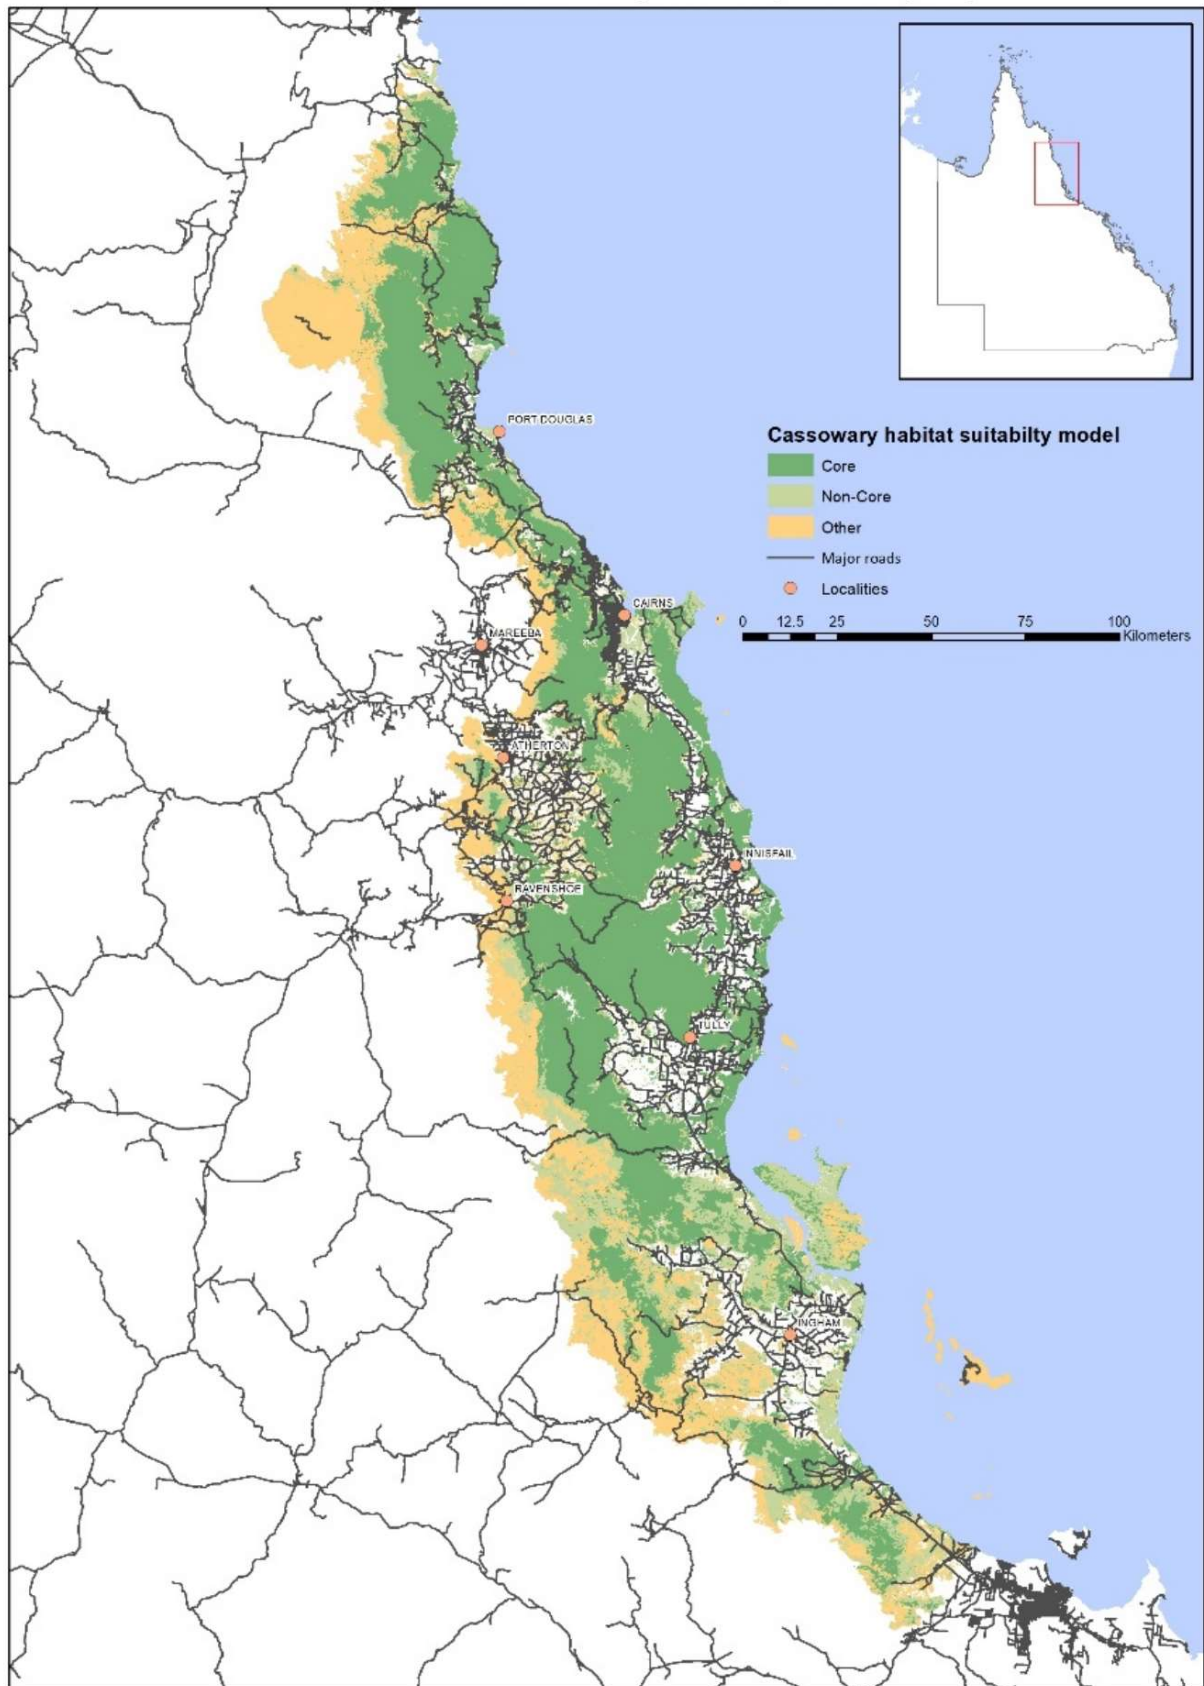 PORT DOUGLAS
Cassowary habitat suitabilty model
Core
Non-Core
Other
Major roads
Localities
CAIRNS
0 12.5 25 50 75 100
Kilometers
MAREEBA
ATHERTON
NNISFAIL
RAVENSHOE
TULLY
INGHAM